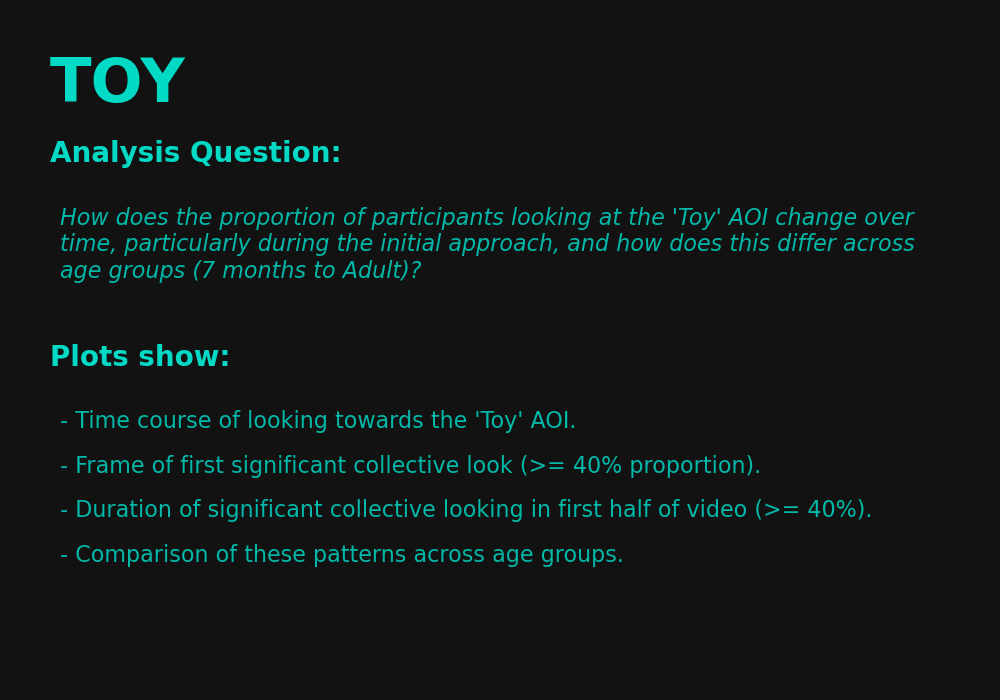 TOY
Analysis Question:
How does the proportion of participants looking at the 'Toy' AOI change over
time, particularly during the initial approach, and how does this differ across
age groups (7 months to Adult)?
Plots show:
- Time course of looking towards the 'Toy' AOI.
- Frame of first significant collective look (>= 40% proportion).
- Duration of significant collective looking in first half of video (>= 40%).
- Comparison of these patterns across age groups.